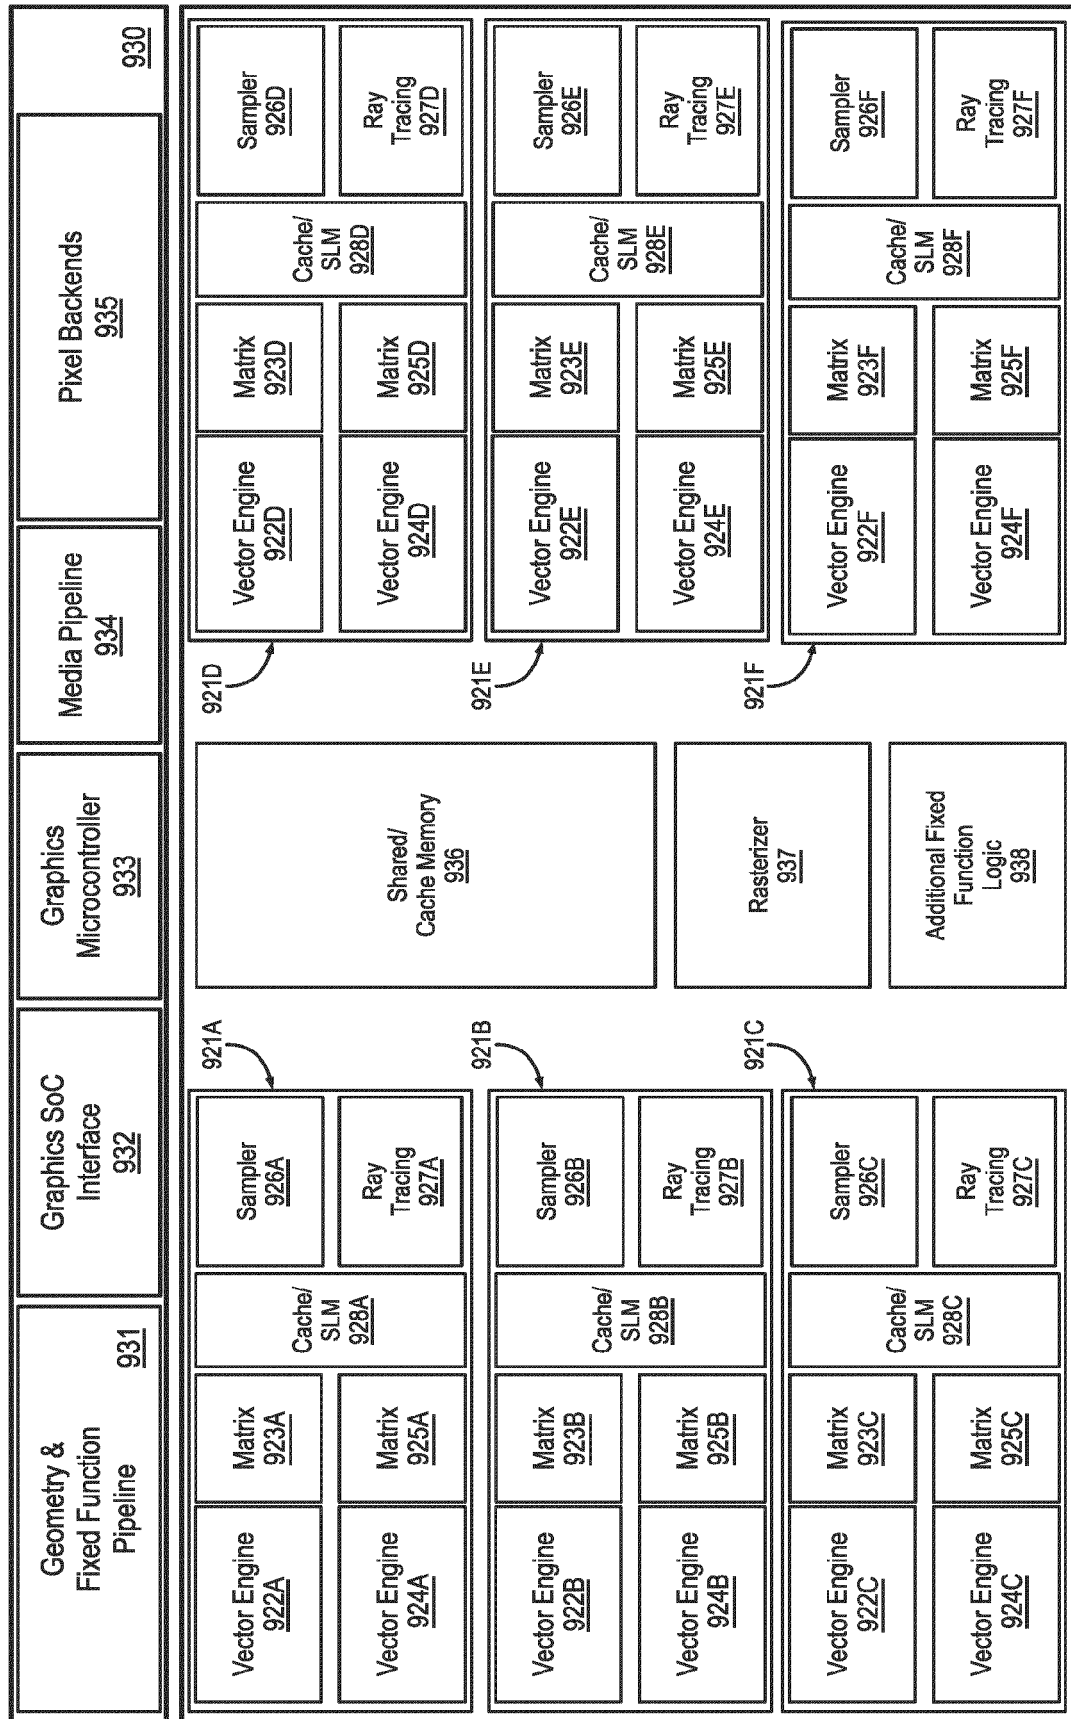 Geometry &
Fixed Function
Pipeline
931
Graphics SoC
Interface
932
Graphics
Microcontroller
933
Media Pipeline
934
Pixel Backends
935
930
Vector Engine
922A
Matrix
923A
Vector Engine
924A
Matrix
925A
Cache/
SLM
928A
Sampler
926A
Ray
Tracing
927A
921A
Vector Engine
922B
Matrix
923B
Vector Engine
924B
Matrix
925B
Cache/
SLM
928B
Sampler
926B
Ray
Tracing
927B
921B
Vector Engine
922C
Matrix
923C
Vector Engine
924C
Matrix
925C
Cache/
SLM
928C
Sampler
926C
Ray
Tracing
927C
921C
Shared/
Cache Memory
936
Rasterizer
937
Additional Fixed
Function
Logic
938
921D
Vector Engine
922D
Matrix
923D
Vector Engine
924D
Matrix
925D
Cache/
SLM
928D
Sampler
926D
Ray
Tracing
927D
921E
Vector Engine
922E
Matrix
923E
Vector Engine
924E
Matrix
925E
Cache/
SLM
928E
Sampler
926E
Ray
Tracing
927E
921F
Vector Engine
922F
Matrix
923F
Vector Engine
924F
Matrix
925F
Cache/
SLM
928F
Sampler
926F
Ray
Tracing
927F